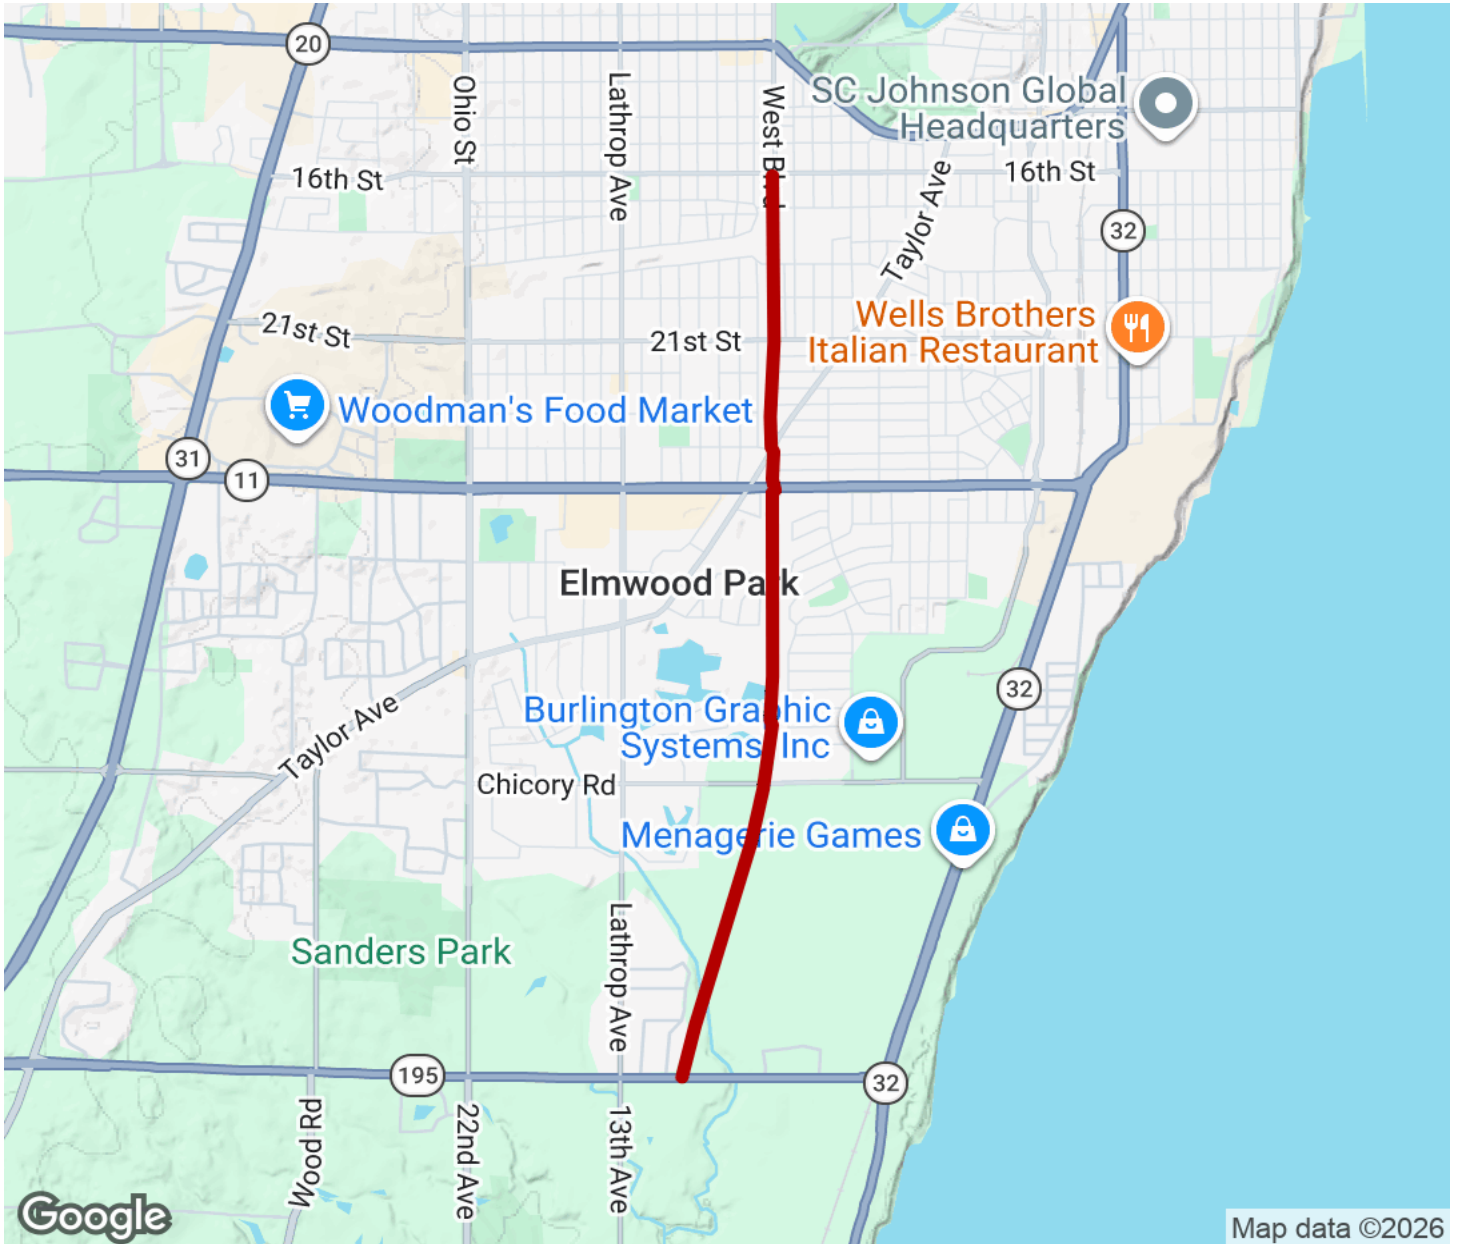 20
Ohio St
Lathrop Ave
West Blvd
SC Johnson Global
Headquarters
16th St
16th St
Taylor Ave
32
21st St
21st St
Wells Brothers
Italian Restaurant
Woodman's Food Market
31
11
Elmwood Park
32
Burlington Graphic
Systems, Inc
Taylor Ave
Chicory Rd
Menagerie Games
Sanders Park
Lathrop Ave
195
32
Wood Rd
22nd Ave
13th Ave
Google
Map data ©2026